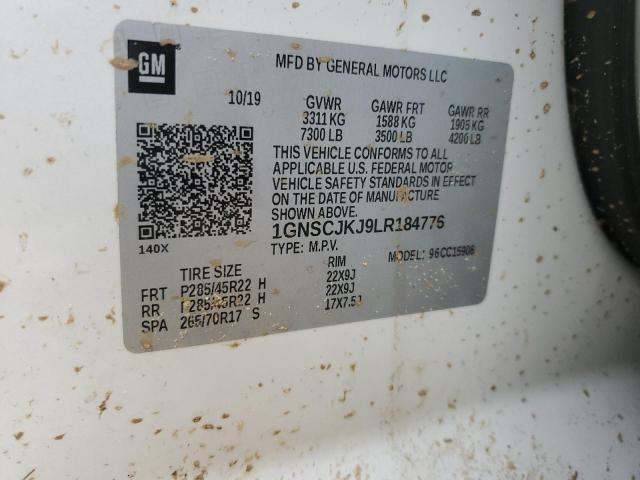 GM
MFD BY GENERAL MOTORS LLC
10/19 GVWR GAWR FRT GAWR RR
3311 KG 1588 KG 1905 KG
7300 LB 3500 LB 4200 LB
THIS VEHICLE CONFORMS TO ALL
APPLICABLE U.S. FEDERAL MOTOR
VEHICLE SAFETY STANDARDS IN EFFECT
ON THE DATE OF MANUFACTURE
SHOWN ABOVE.
1GNSCJKJ9LR184776
140X TYPE: M.P.V. MODEL: 96CC15906
TIRE SIZE RIM
FRT P285/45R22 H 22X9J
RR P285/45R22 H 22X9J
SPA 265/70R17 S 17X7.5J